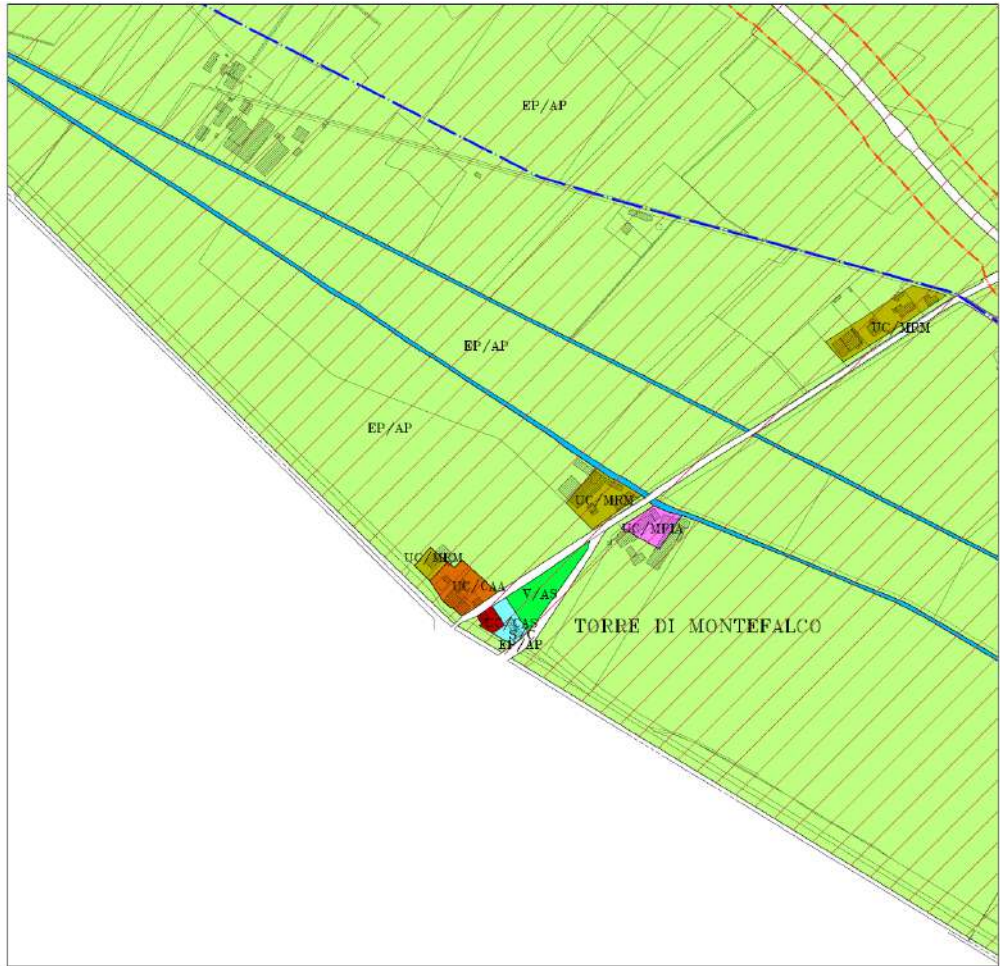 EP/AP
UC/MRM
EP/AP
EP/AP
UC/MRM
UC/MPIA
UC/MRM
UC/CAA
V/AS
TORRE DI MONTEFALCO
EP/AP